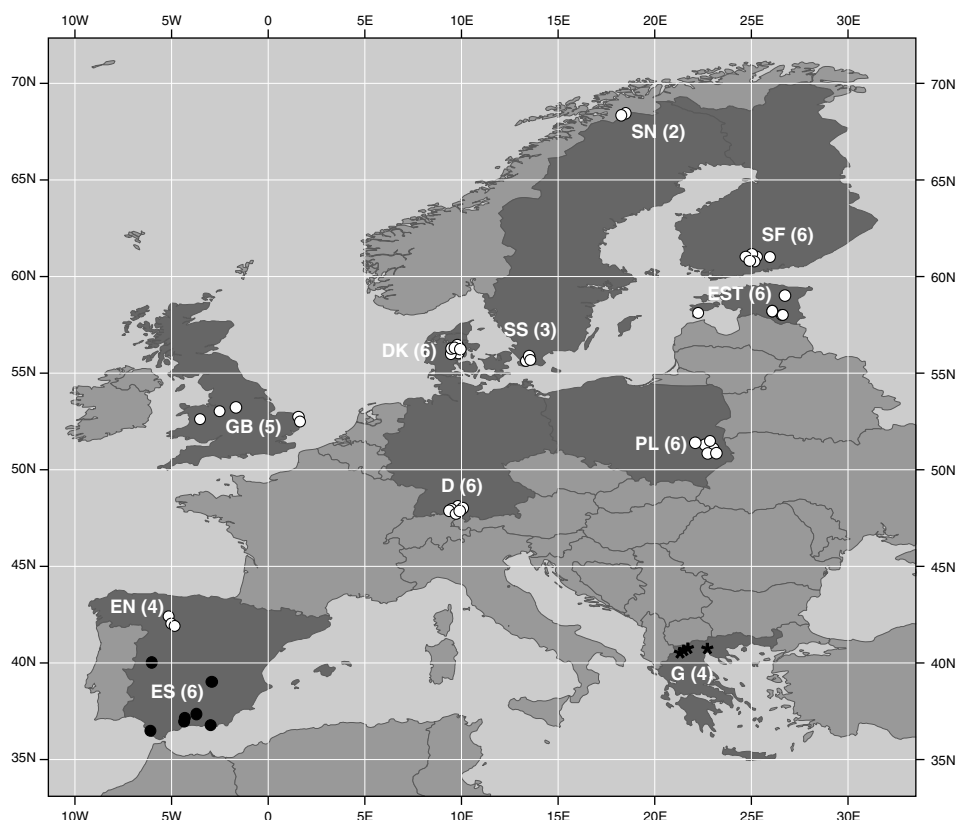 10W 5W 0 5E 10E 15E 20E 25E 30E
70N 70N
SN (2)
65N 65N
SF (6)
60N 60N
EST (6)
SS (3)
DK (6)
55N 55N
GB (5)
PL (6)
50N 50N
D (6)
45N 45N
EN (4)
40N 40N
G (4)
ES (6)
35N 35N
10W 5W 0 5E 10E 15E 20E 25E 30E